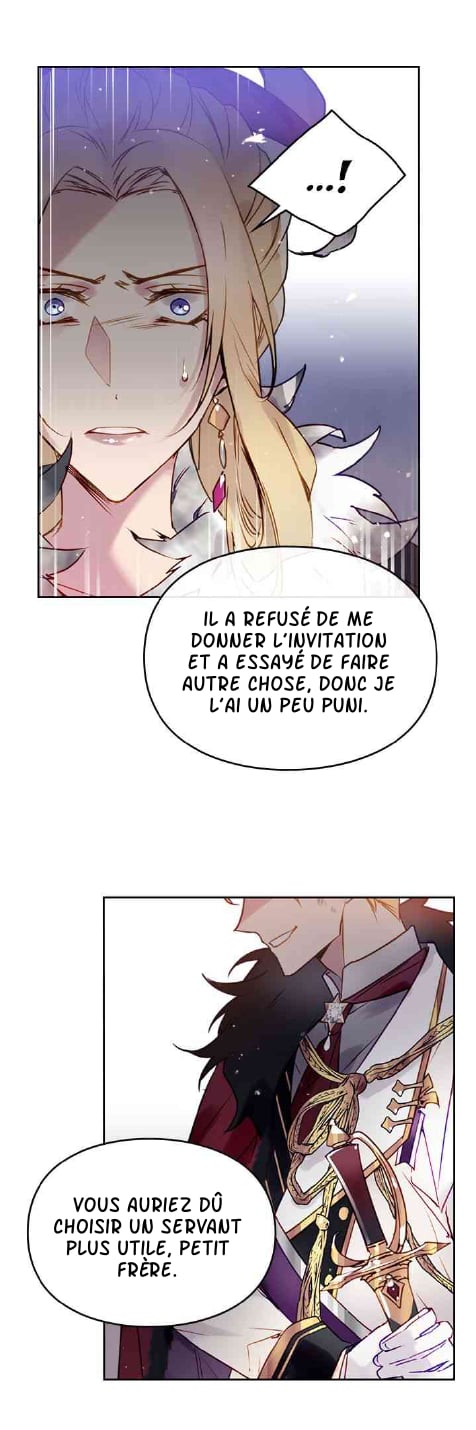 ...!
IL A REFUSÉ DE ME
DONNER L'INVITATION
ET A ESSAYÉ DE FAIRE
AUTRE CHOSE, DONC JE
L'AI UN PEU PUNI.
VOUS AURIEZ DÛ
CHOISIR UN SERVANT
PLUS UTILE, PETIT
FRÈRE.